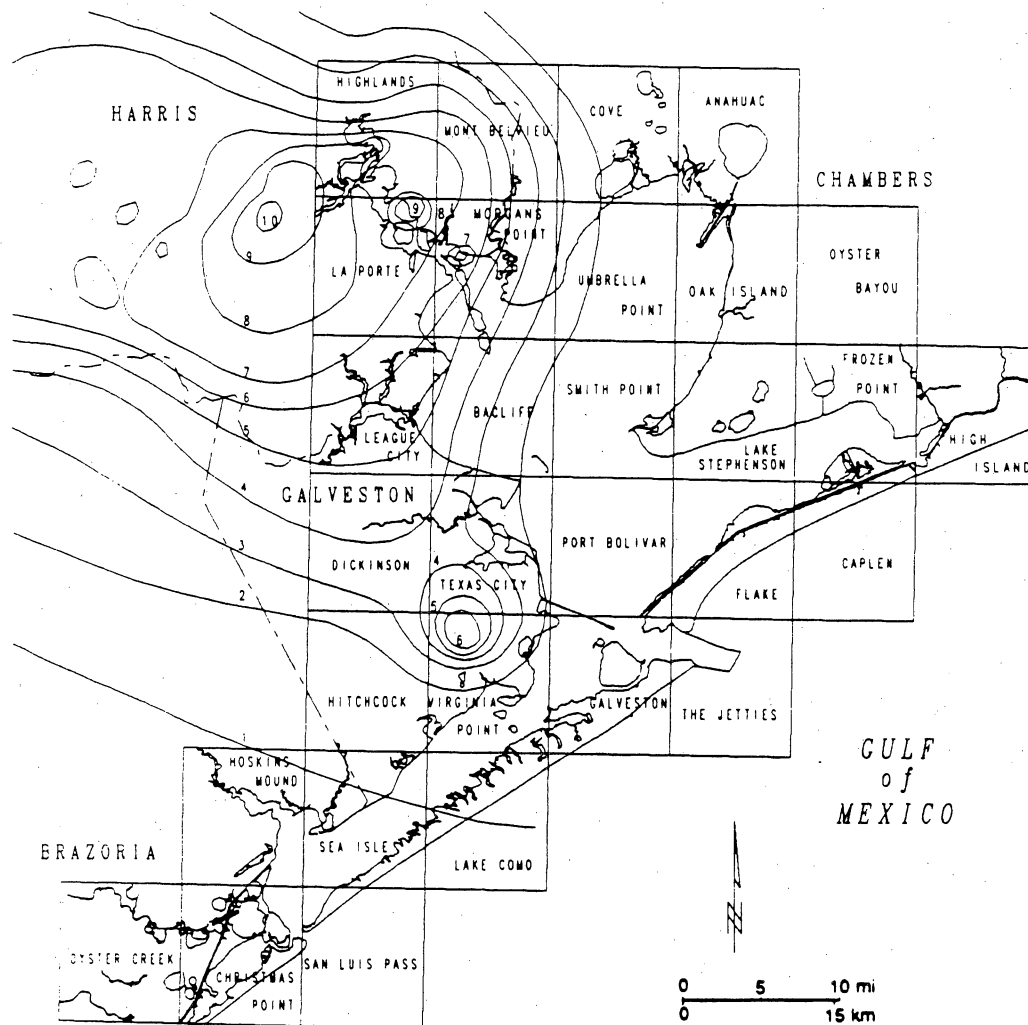 HIGHLANDS
HARRIS
MONT BELVIEU
COVE
ANAHUAC
CHAMBERS
10
9
8
MORGANS
POINT
7
9
LA PORTE
UMBRELLA
POINT
OAK ISLAND
OYSTER
BAYOU
8
7
6
5
FROZEN
POINT
SMITH POINT
BACLIFF
LEAGUE
CITY
LAKE
STEPHENSON
HIGH
ISLAND
4
GALVESTON
3
DICKINSON
4
TEXAS CITY
PORT BOLIVAR
CAPLEN
2
5
FLAKE
6
HITCHCOCK
VIRGINIA
POINT
GALVESTON
THE JETTIES
1
HOSKINS
MOUND
GULF
of
MEXICO
BRAZORIA
SEA ISLE
LAKE COMO
N
OYSTER CREEK
CHRISTMAS
POINT
SAN LUIS PASS
0 5 10 mi
0 15 km